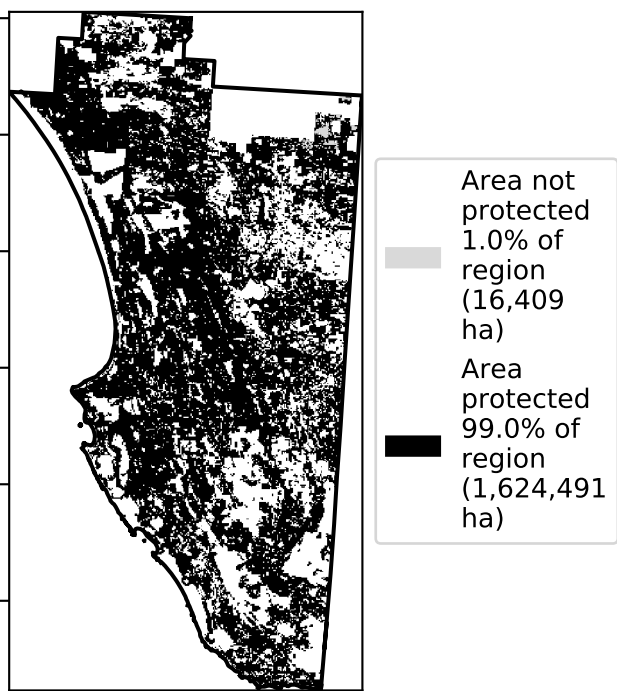 Area not
protected
1.0% of
region
(16,409
ha)
Area
protected
99.0% of
region
(1,624,491
ha)